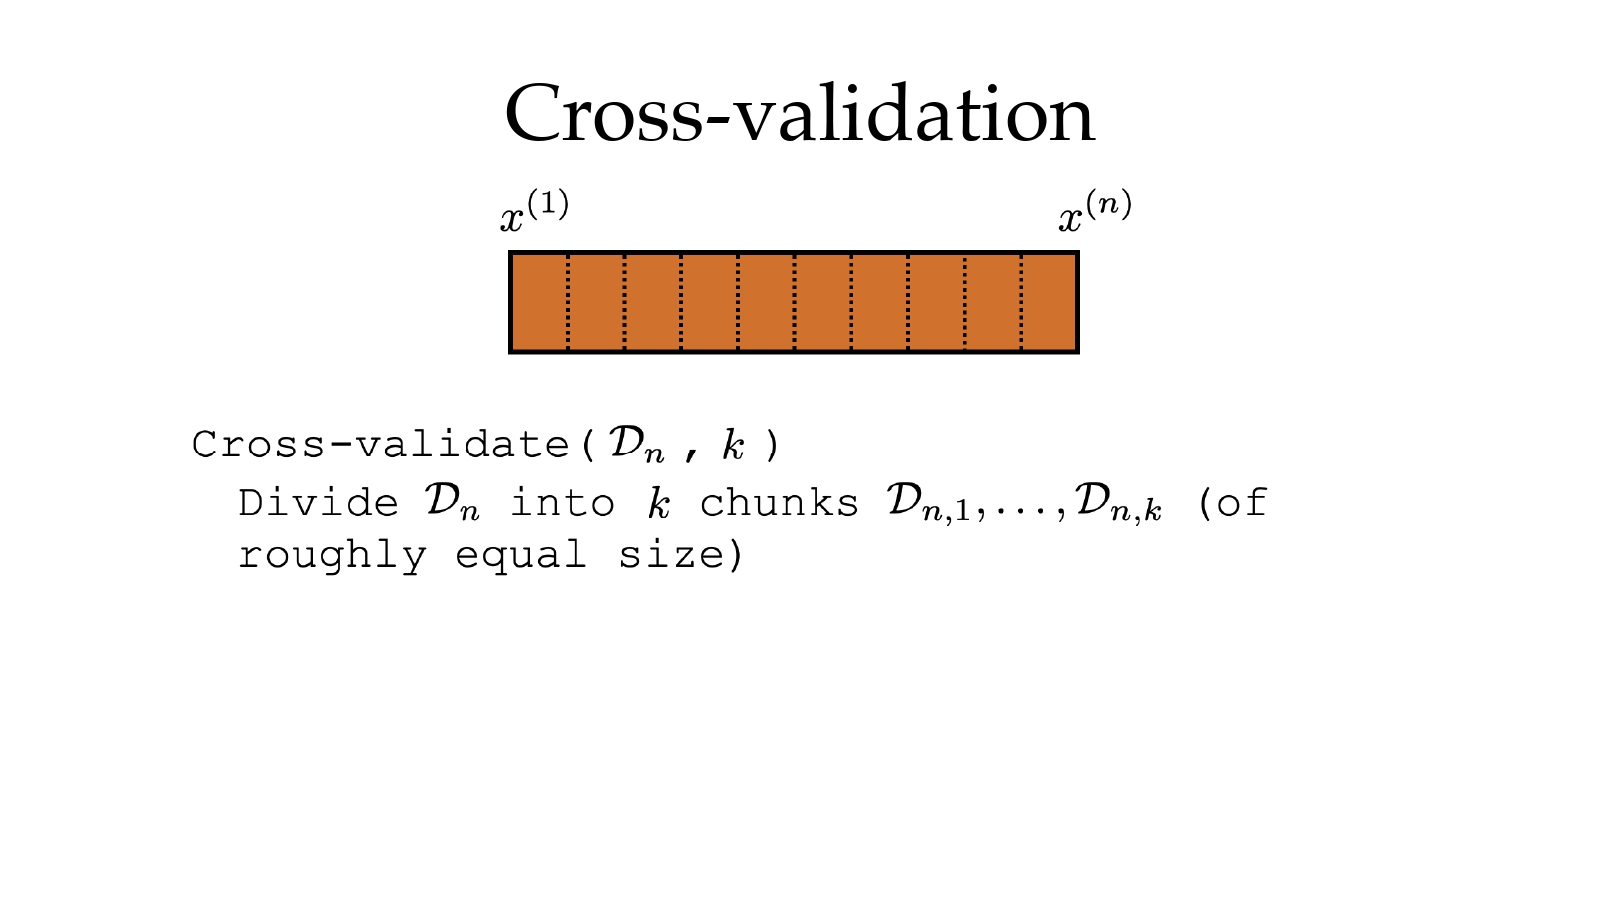 Cross-validation
x^{(1)} x^{(n)}
Cross-validate(𝒟_n, k)
Divide 𝒟_n into k chunks 𝒟_{n,1},...,𝒟_{n,k} (of
roughly equal size)